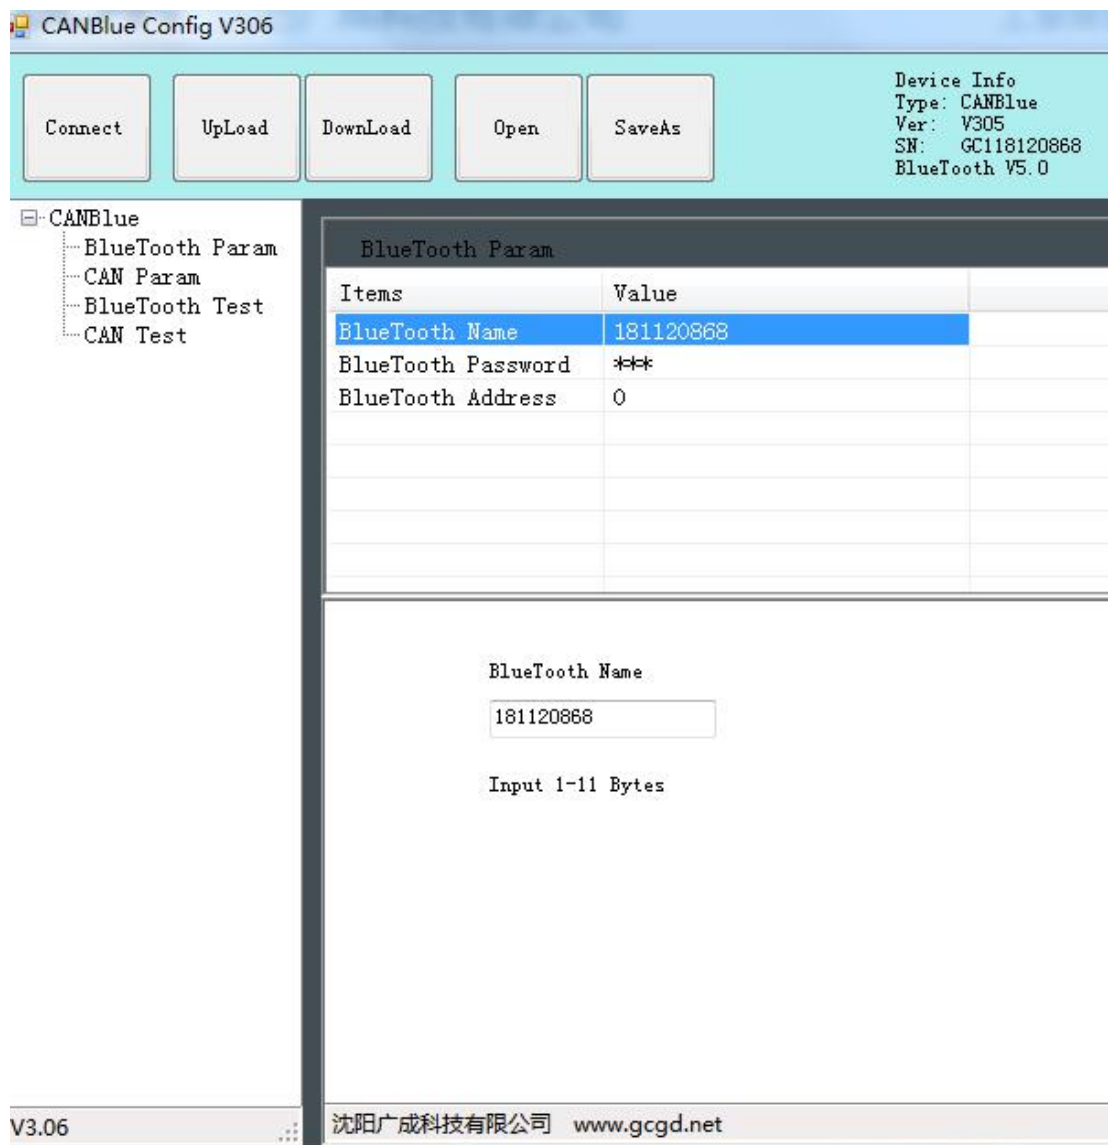 CANBlue Config V306
Connect
UpLoad
DownLoad
Open
SaveAs
Device Info
Type: CANBlue
Ver: V305
SN: GC118120868
BlueTooth V5.0
CANBlue
BlueTooth Param
CAN Param
BlueTooth Test
CAN Test
BlueTooth Param
Items Value
BlueTooth Name 181120868
BlueTooth Password ***
BlueTooth Address 0
BlueTooth Name
181120868
Input 1-11 Bytes
V3.06
沈阳广成科技有限公司 www.gcgd.net